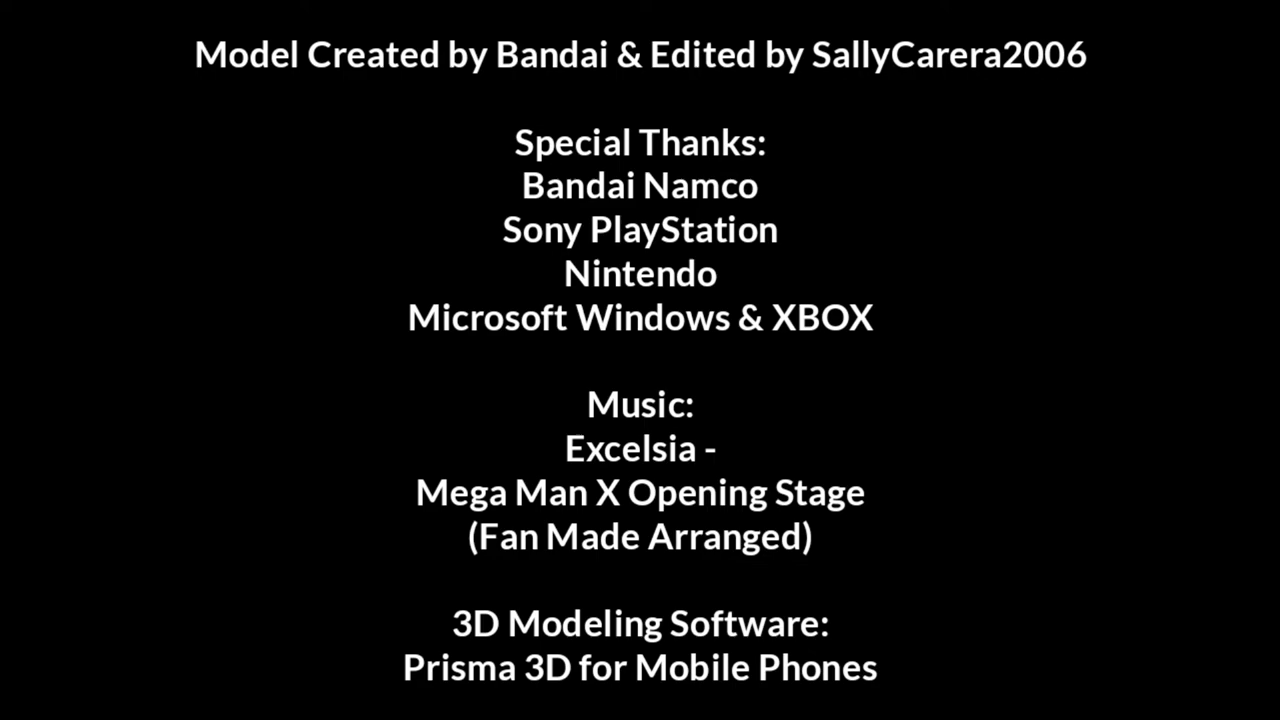 Model Created by Bandai & Edited by SallyCarera2006
Special Thanks:
Bandai Namco
Sony PlayStation
Nintendo
Microsoft Windows & XBOX
Music:
Excelsia -
Mega Man X Opening Stage
(Fan Made Arranged)
3D Modeling Software:
Prisma 3D for Mobile Phones